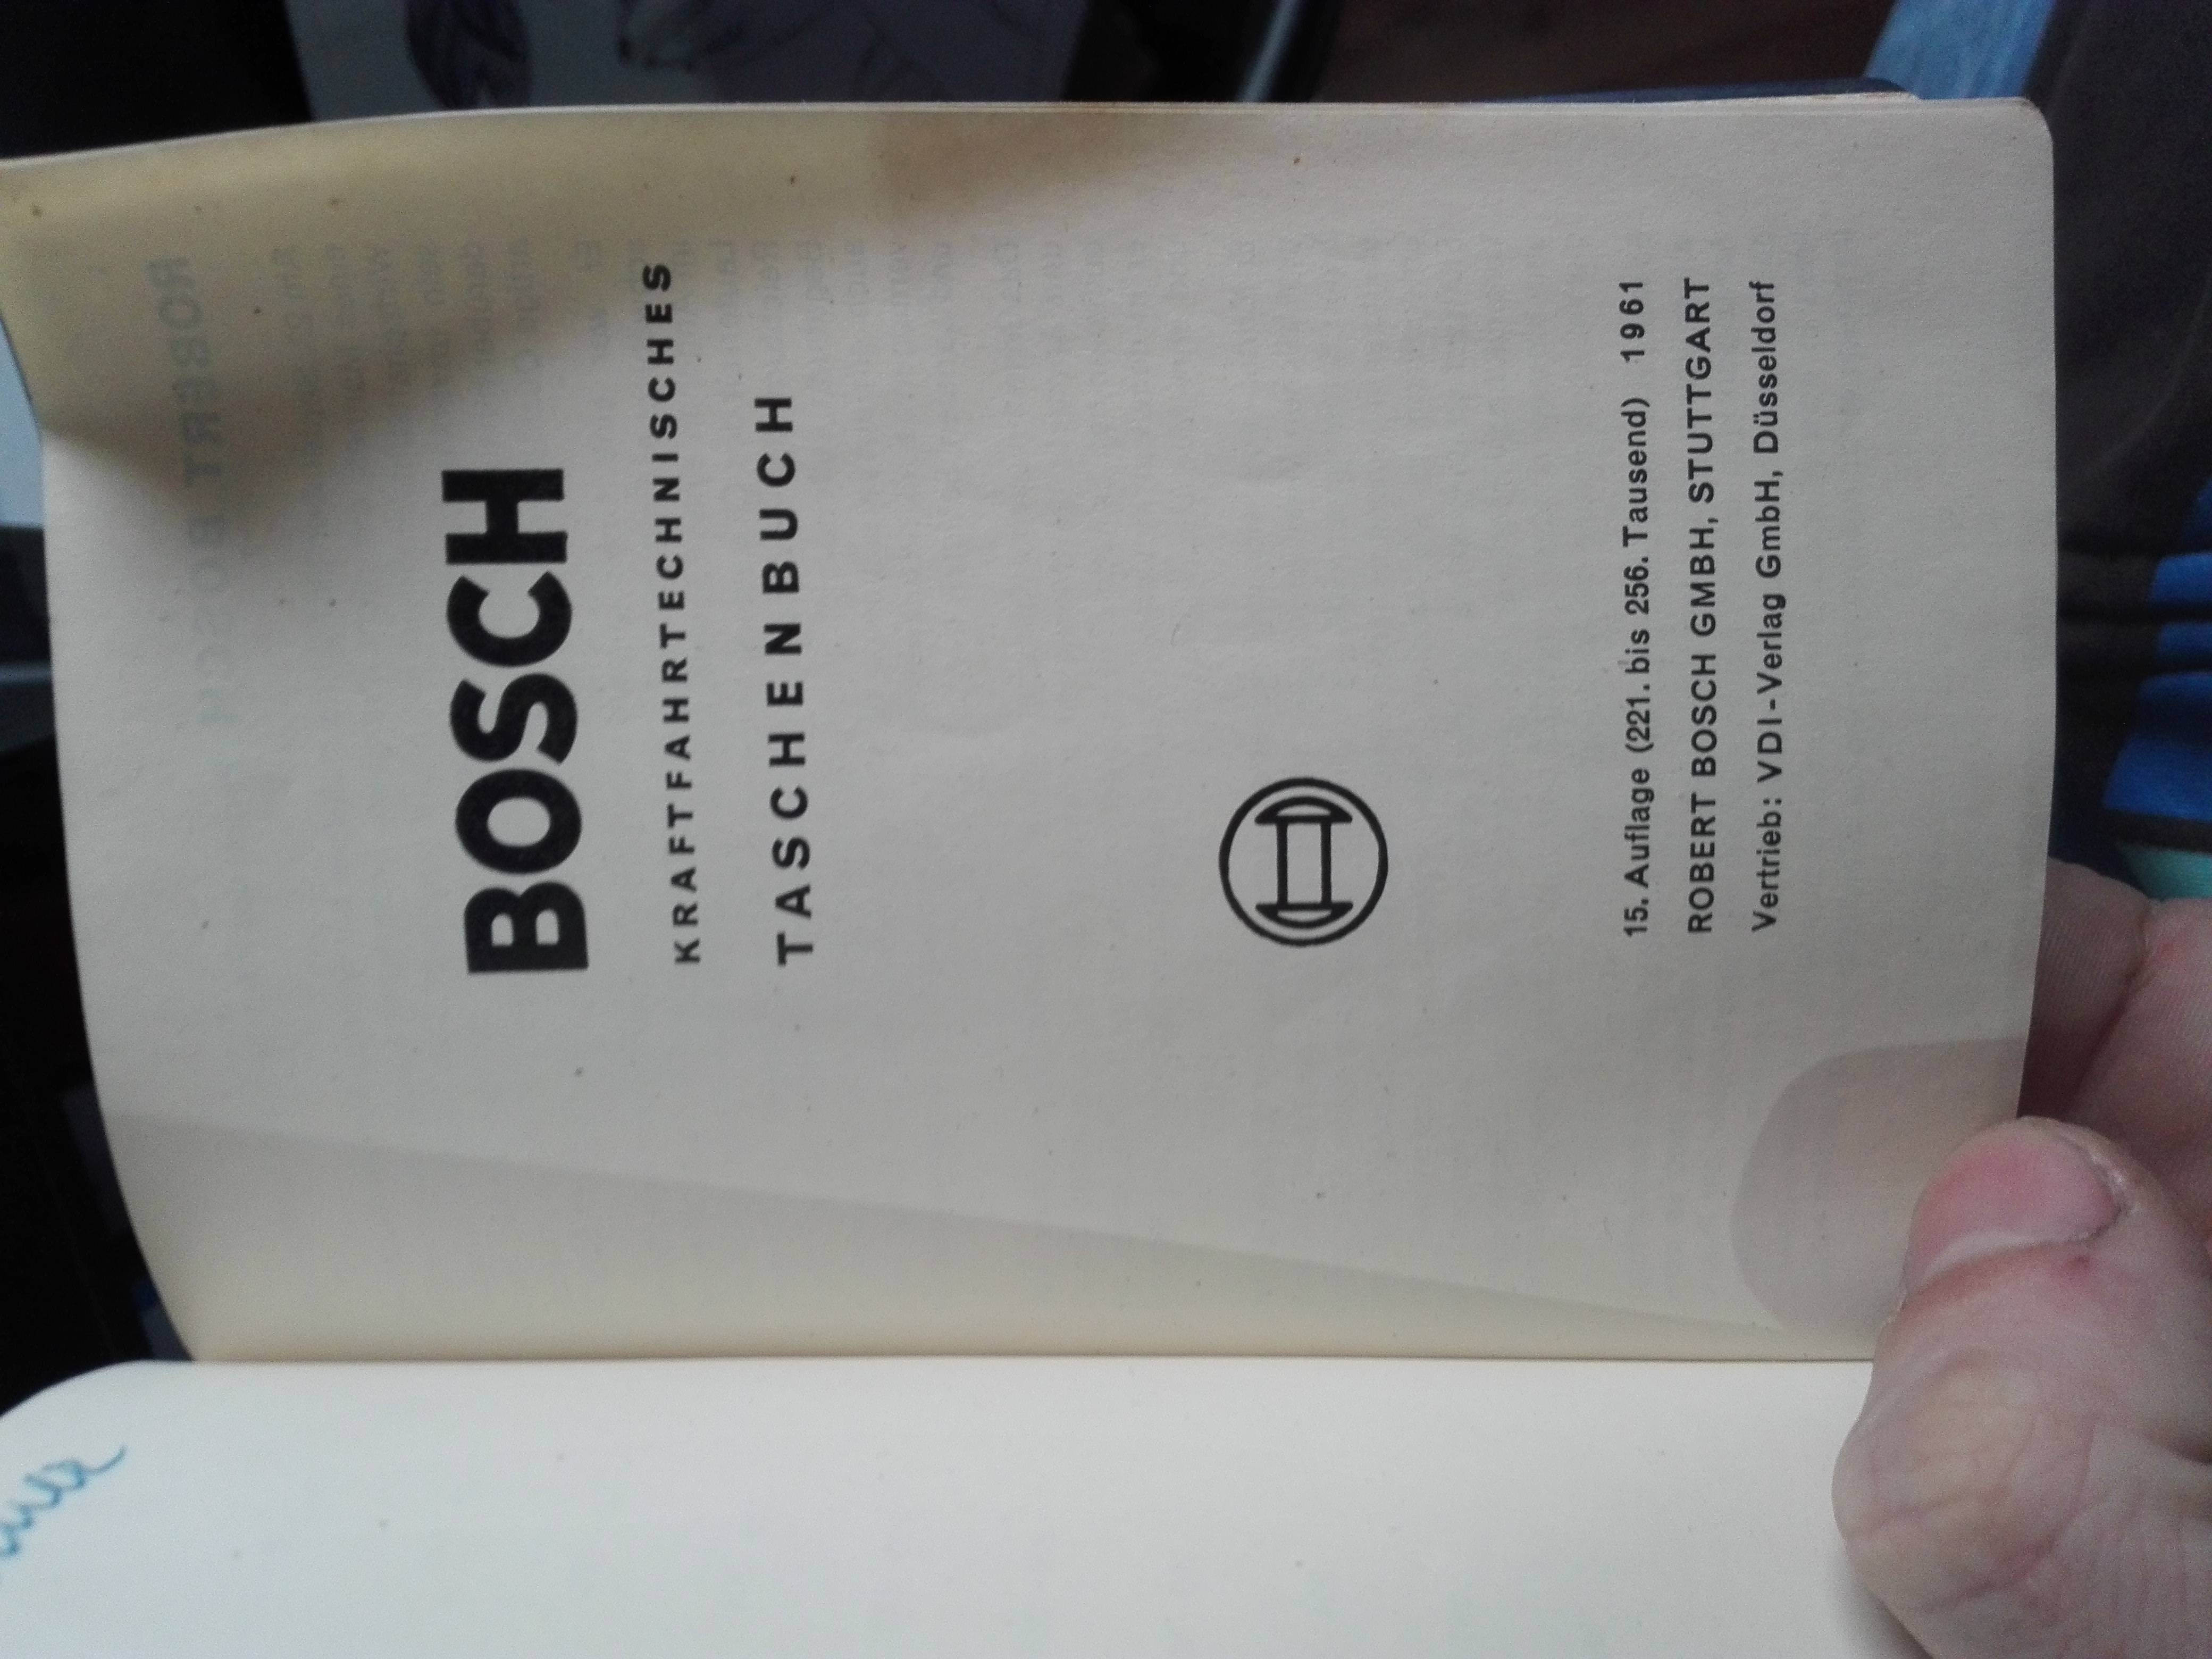 BOSCH
KRAFTFAHRTECHNISCHES
TASCHENBUCH
15. Auflage (221. bis 256. Tausend) 1961
ROBERT BOSCH GMBH, STUTTGART
Vertrieb: VDI-Verlag GmbH, Düsseldorf